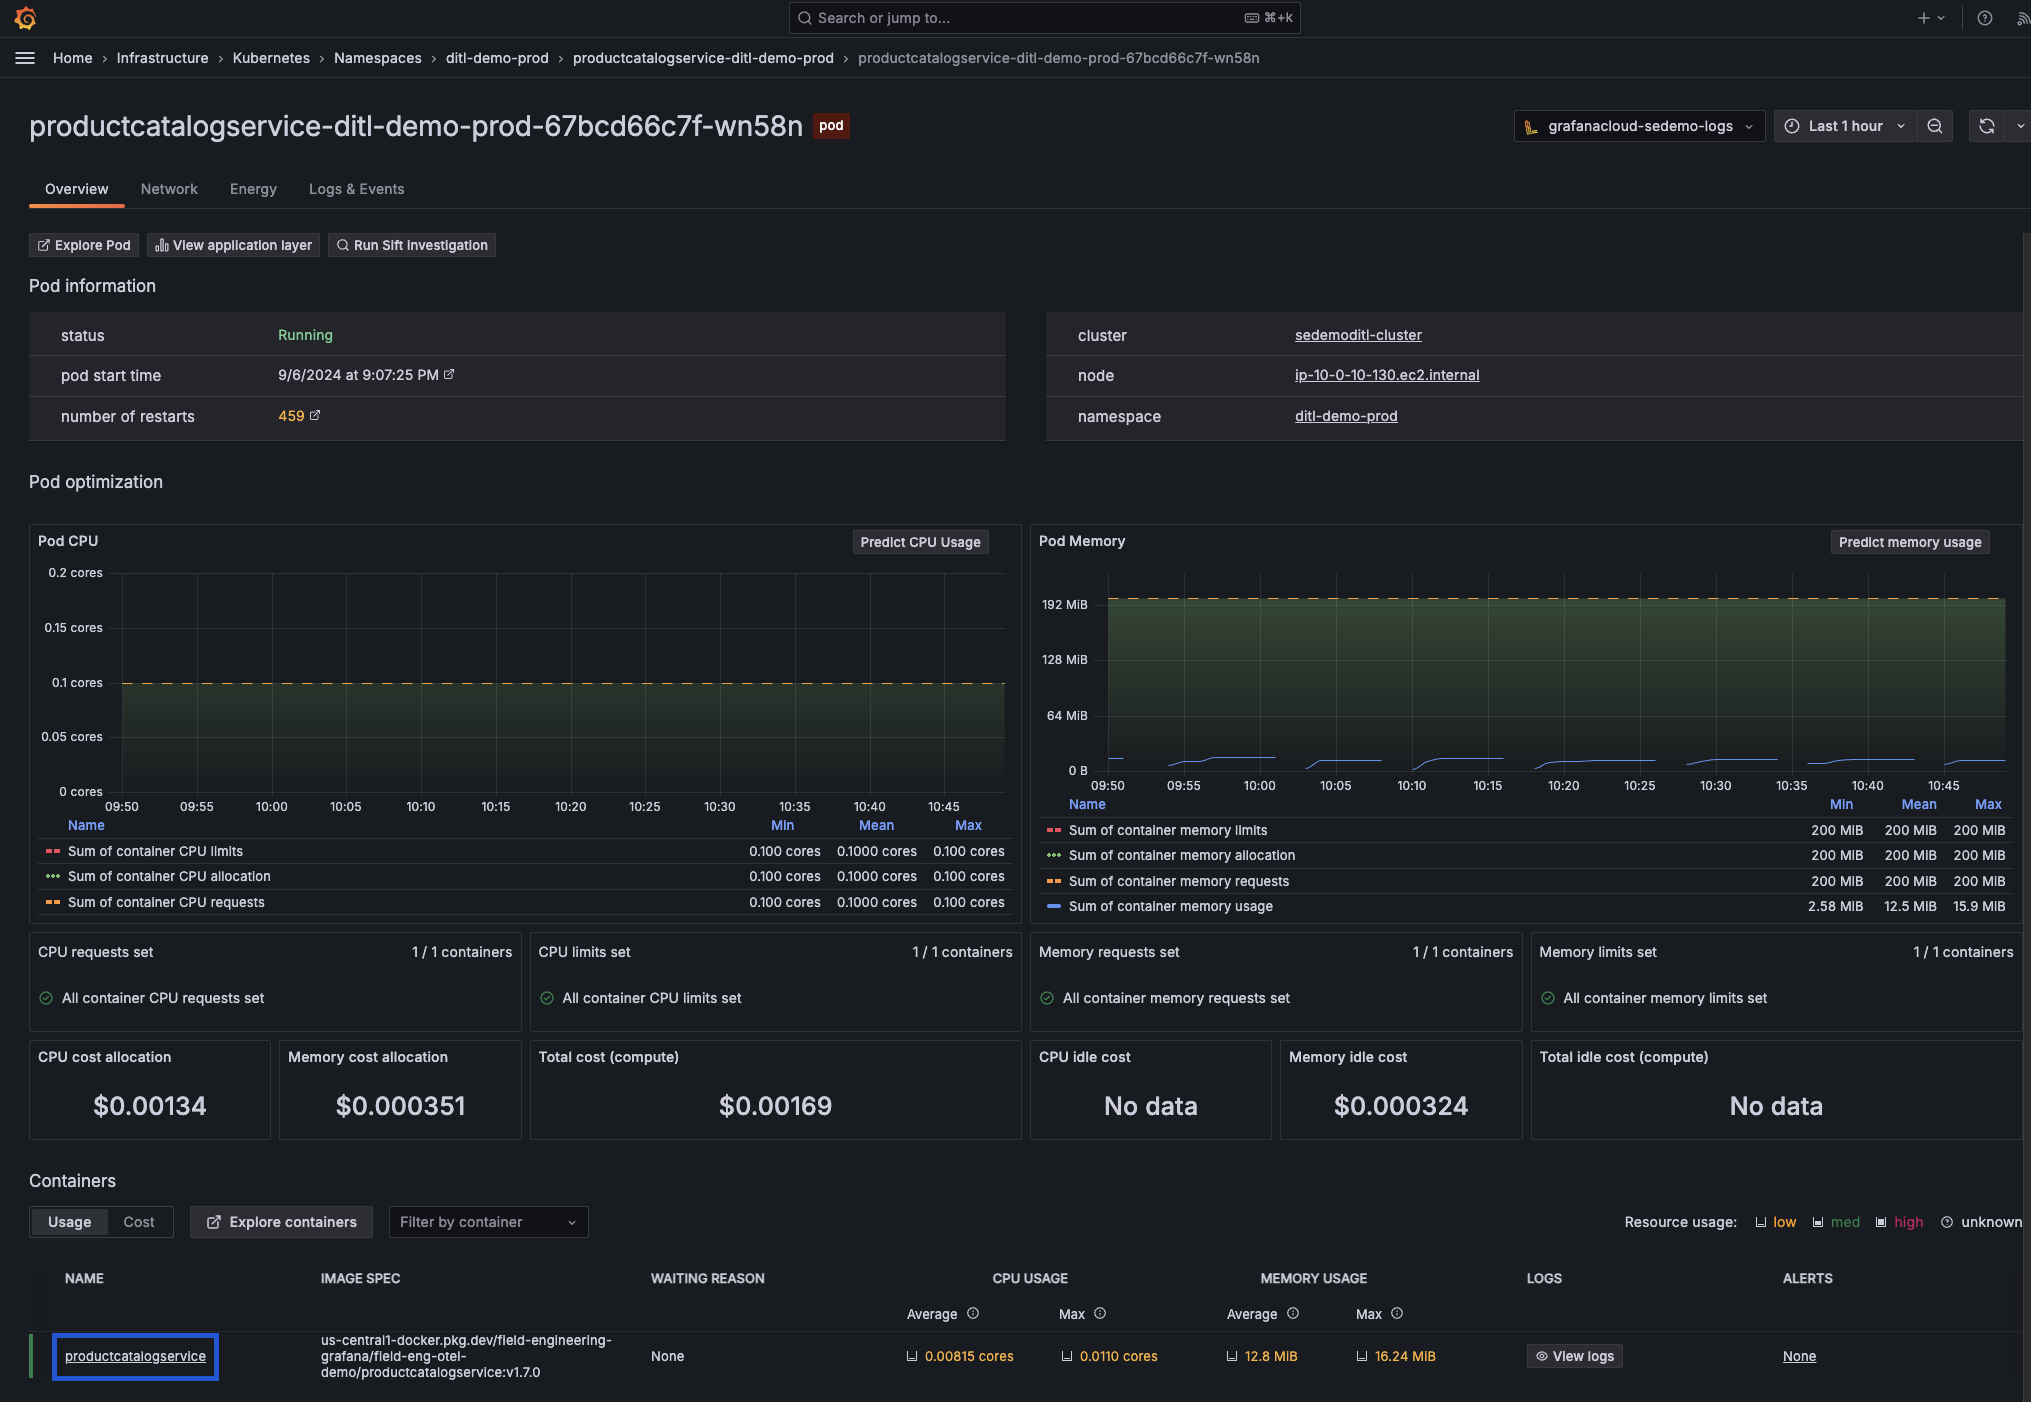 Search or jump to... ⌘+k
Home › Infrastructure › Kubernetes › Namespaces › ditl-demo-prod › productcatalogservice-ditl-demo-prod › productcatalogservice-ditl-demo-prod-67bcd66c7f-wn58n
productcatalogservice-ditl-demo-prod-67bcd66c7f-wn58n pod
grafanacloud-sedemo-logs Last 1 hour
Overview Network Energy Logs & Events
Explore Pod View application layer Run Sift investigation
Pod information
status Running
pod start time 9/6/2024 at 9:07:25 PM
number of restarts 459
cluster sedemoditl-cluster
node ip-10-0-10-130.ec2.internal
namespace ditl-demo-prod
Pod optimization
Pod CPU Predict CPU Usage
0.2 cores
0.15 cores
0.1 cores
0.05 cores
0 cores
09:50 09:55 10:00 10:05 10:10 10:15 10:20 10:25 10:30 10:35 10:40 10:45
Name Min Mean Max
Sum of container CPU limits 0.100 cores 0.1000 cores 0.100 cores
Sum of container CPU allocation 0.100 cores 0.1000 cores 0.100 cores
Sum of container CPU requests 0.100 cores 0.1000 cores 0.100 cores
Pod Memory Predict memory usage
192 MiB
128 MiB
64 MiB
0 B
09:50 09:55 10:00 10:05 10:10 10:15 10:20 10:25 10:30 10:35 10:40 10:45
Name Min Mean Max
Sum of container memory limits 200 MiB 200 MiB 200 MiB
Sum of container memory allocation 200 MiB 200 MiB 200 MiB
Sum of container memory requests 200 MiB 200 MiB 200 MiB
Sum of container memory usage 2.58 MiB 12.5 MiB 15.9 MiB
CPU requests set 1 / 1 containers
All container CPU requests set
CPU limits set 1 / 1 containers
All container CPU limits set
Memory requests set 1 / 1 containers
All container memory requests set
Memory limits set 1 / 1 containers
All container memory limits set
CPU cost allocation
$0.00134
Memory cost allocation
$0.000351
Total cost (compute)
$0.00169
CPU idle cost
No data
Memory idle cost
$0.000324
Total idle cost (compute)
No data
Containers
Usage Cost Explore containers Filter by container
Resource usage: low med high unknown
NAME IMAGE SPEC WAITING REASON CPU USAGE MEMORY USAGE LOGS ALERTS
Average Max Average Max
productcatalogservice
us-central1-docker.pkg.dev/field-engineering-
grafana/field-eng-otel-
demo/productcatalogservice:v1.7.0
None 0.00815 cores 0.0110 cores 12.8 MiB 16.24 MiB View logs None